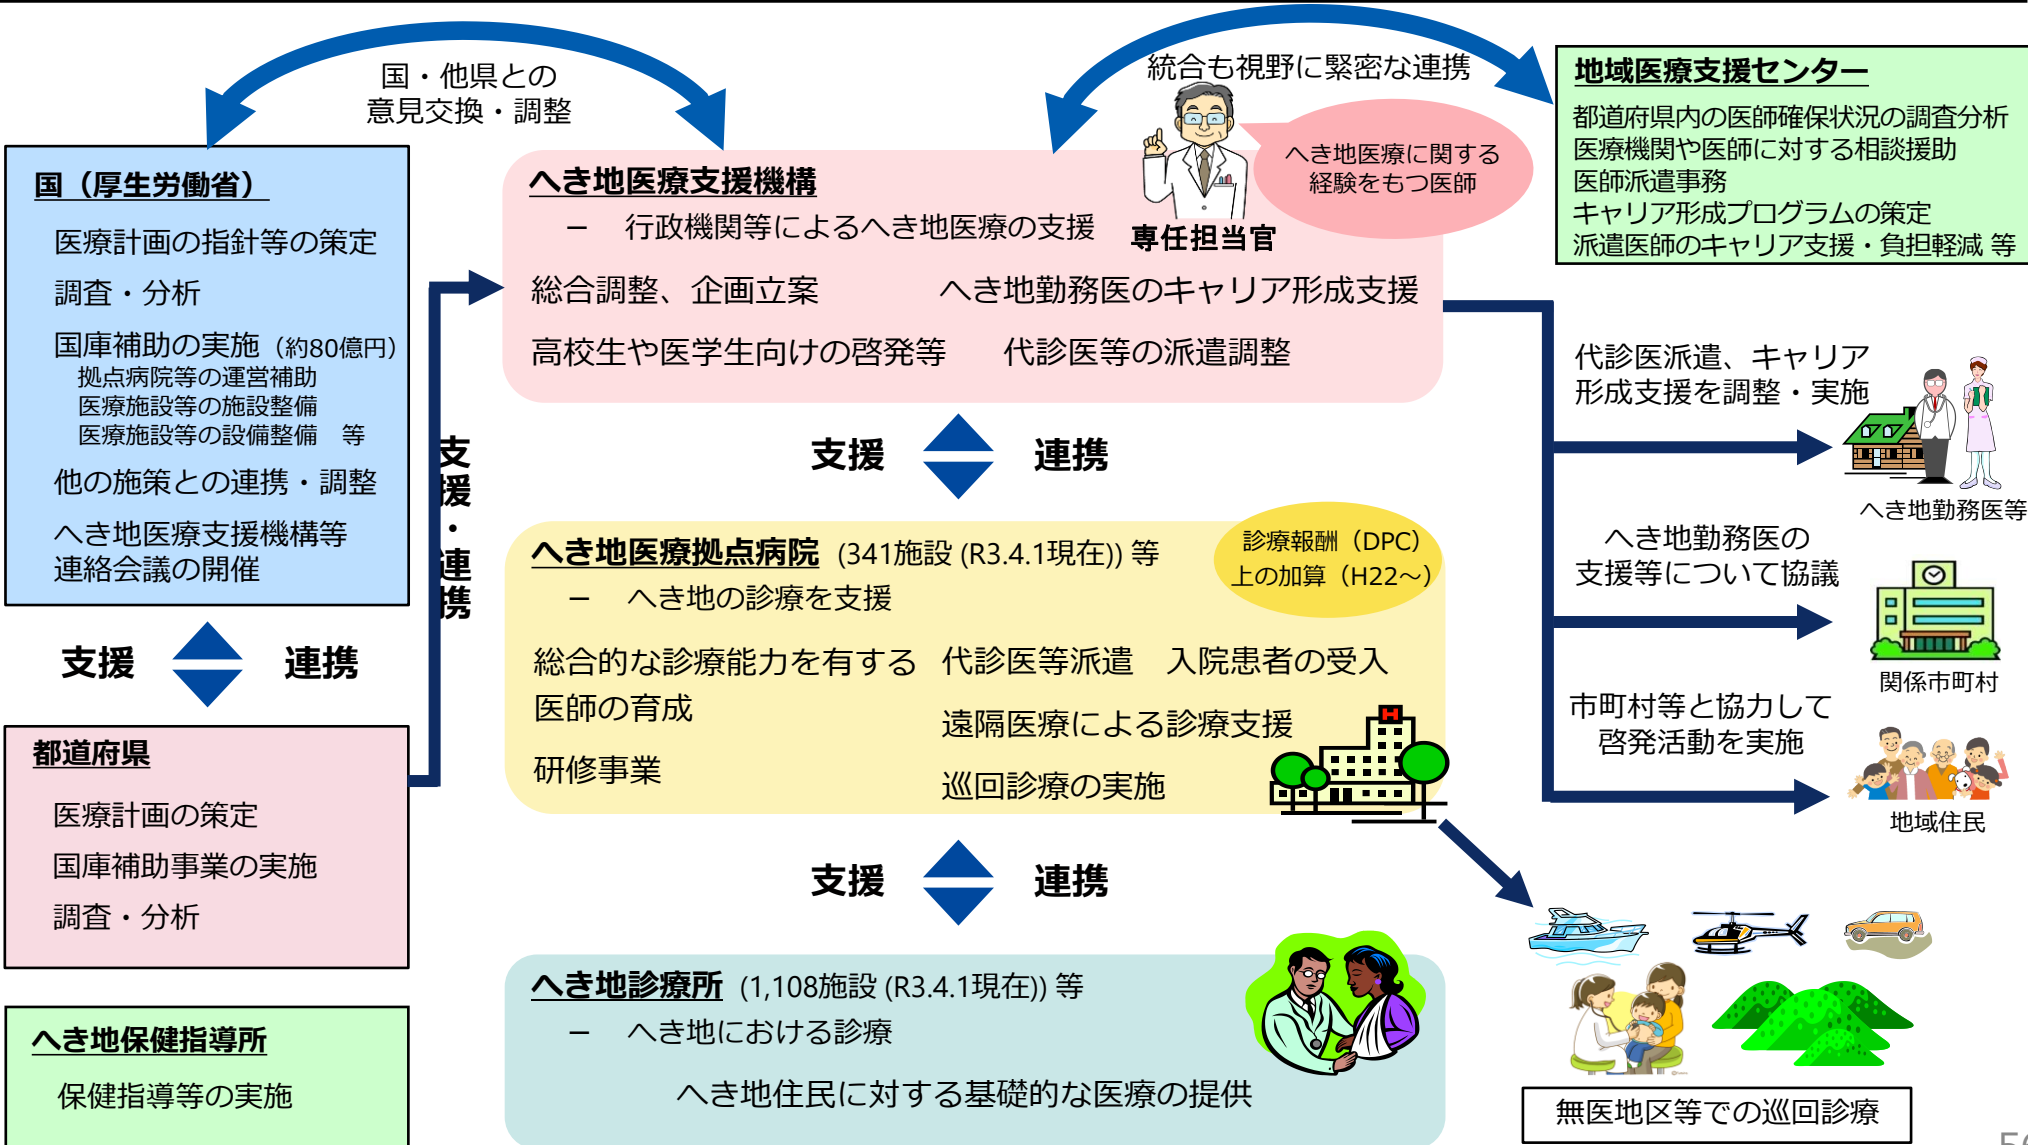 国・他県との
意見交換・調整
統合も視野に緊密な連携
国（厚生労働省）
医療計画の指針等の策定
調査・分析
国庫補助の実施（約80億円）
拠点病院等の運営補助
医療施設等の施設整備
医療施設等の設備整備　等
他の施策との連携・調整
へき地医療支援機構等
連絡会議の開催
支援　連携
都道府県
医療計画の策定
国庫補助事業の実施
調査・分析
へき地保健指導所
保健指導等の実施
支援・連携
へき地医療支援機構
－　行政機関等によるへき地医療の支援
へき地医療に関する
経験をもつ医師
専任担当官
総合調整、企画立案　へき地勤務医のキャリア形成支援
高校生や医学生向けの啓発等　代診医等の派遣調整
支援　連携
へき地医療拠点病院 (341施設 (R3.4.1現在)) 等
－　へき地の診療を支援
診療報酬（DPC）
上の加算（H22～）
総合的な診療能力を有する
医師の育成
研修事業
代診医等派遣　入院患者の受入
遠隔医療による診療支援
巡回診療の実施
H
支援　連携
へき地診療所 (1,108施設 (R3.4.1現在)) 等
－　へき地における診療
へき地住民に対する基礎的な医療の提供
地域医療支援センター
都道府県内の医師確保状況の調査分析
医療機関や医師に対する相談援助
医師派遣事務
キャリア形成プログラムの策定
派遣医師のキャリア支援・負担軽減 等
代診医派遣、キャリア
形成支援を調整・実施
へき地勤務医等
へき地勤務医の
支援等について協議
関係市町村
市町村等と協力して
啓発活動を実施
地域住民
無医地区等での巡回診療